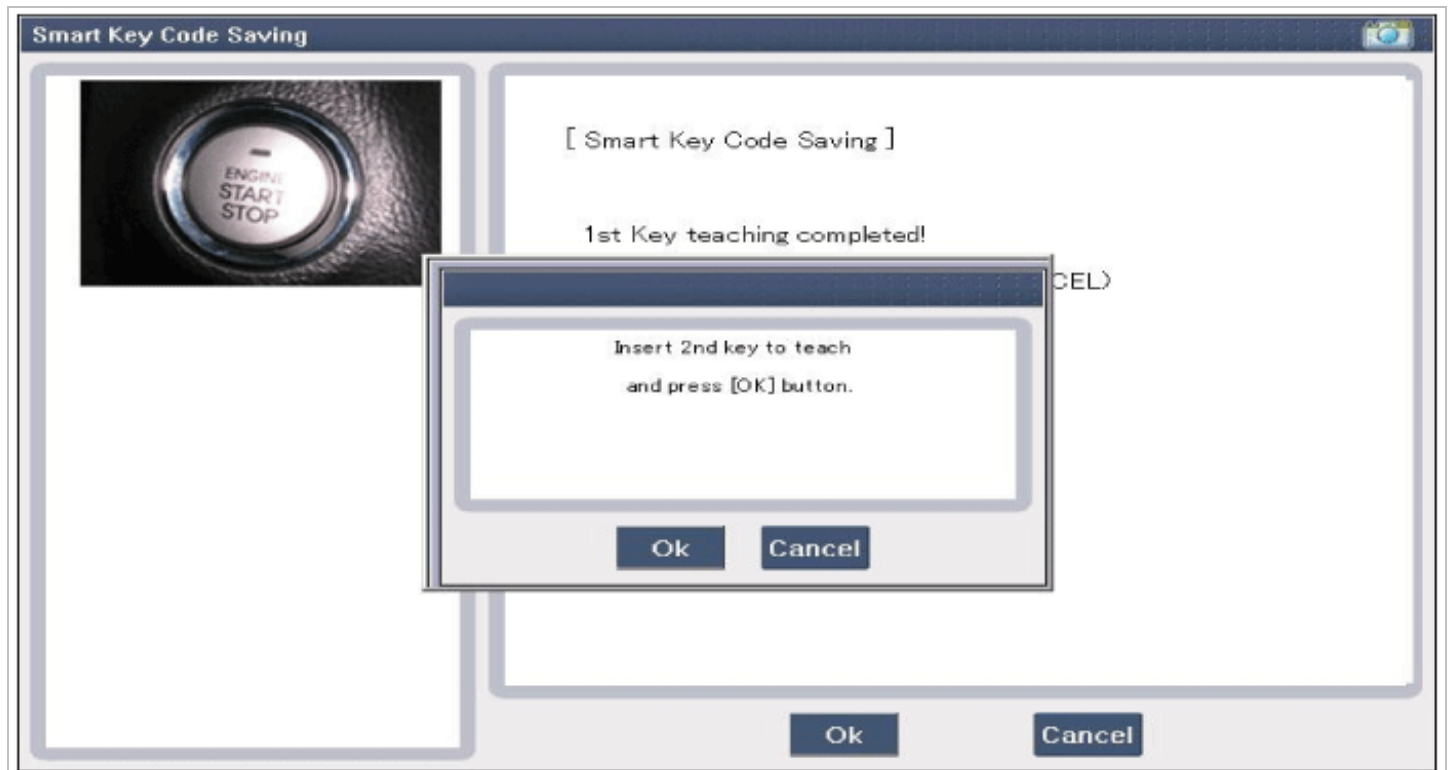 Smart Key Code Saving
ENGINE
START
STOP
[ Smart Key Code Saving ]
1st Key teaching completed!
CEL)
Insert 2nd key to teach
and press [OK] button.
Ok
Cancel
Ok
Cancel